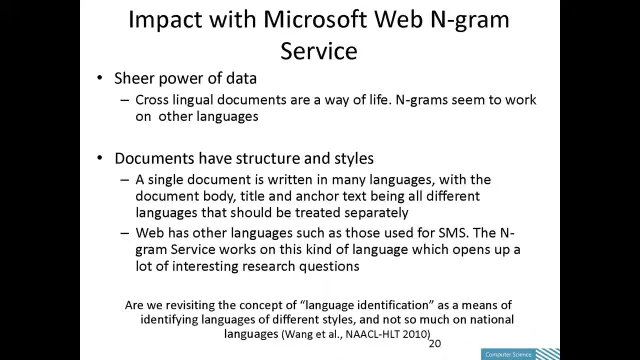 Impact with Microsoft Web N-gram
Service
• Sheer power of data
– Cross lingual documents are a way of life. N-grams seem to work
on other languages
• Documents have structure and styles
– A single document is written in many languages, with the
document body, title and anchor text being all different
languages that should be treated separately
– Web has other languages such as those used for SMS. The N-
gram Service works on this kind of language which opens up a
lot of interesting research questions
Are we revisiting the concept of “language identification” as a means of
identifying languages of different styles, and not so much on national
languages (Wang et al., NAACL-HLT 2010)
20
Computer Science